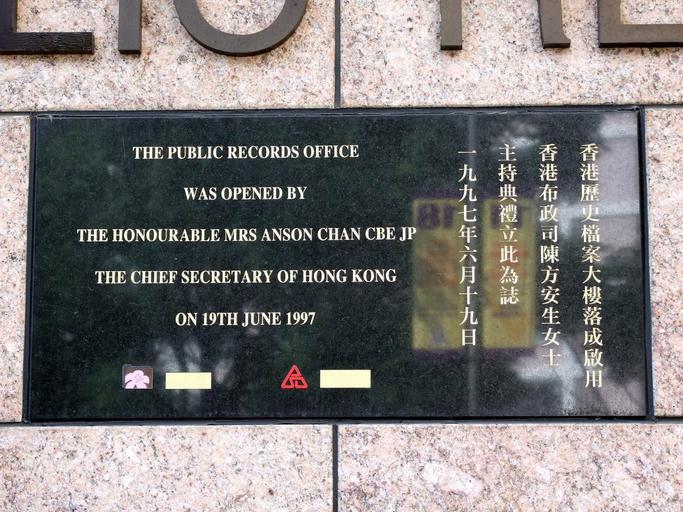 THE PUBLIC RECORDS OFFICE
WAS OPENED BY
THE HONOURABLE MRS ANSON CHAN CBE JP
THE CHIEF SECRETARY OF HONG KONG
ON 19TH JUNE 1997
香港歷史檔案大樓落成啟用
香港布政司陳方安生女士
主持典禮立此為誌
一九九七年六月十九日